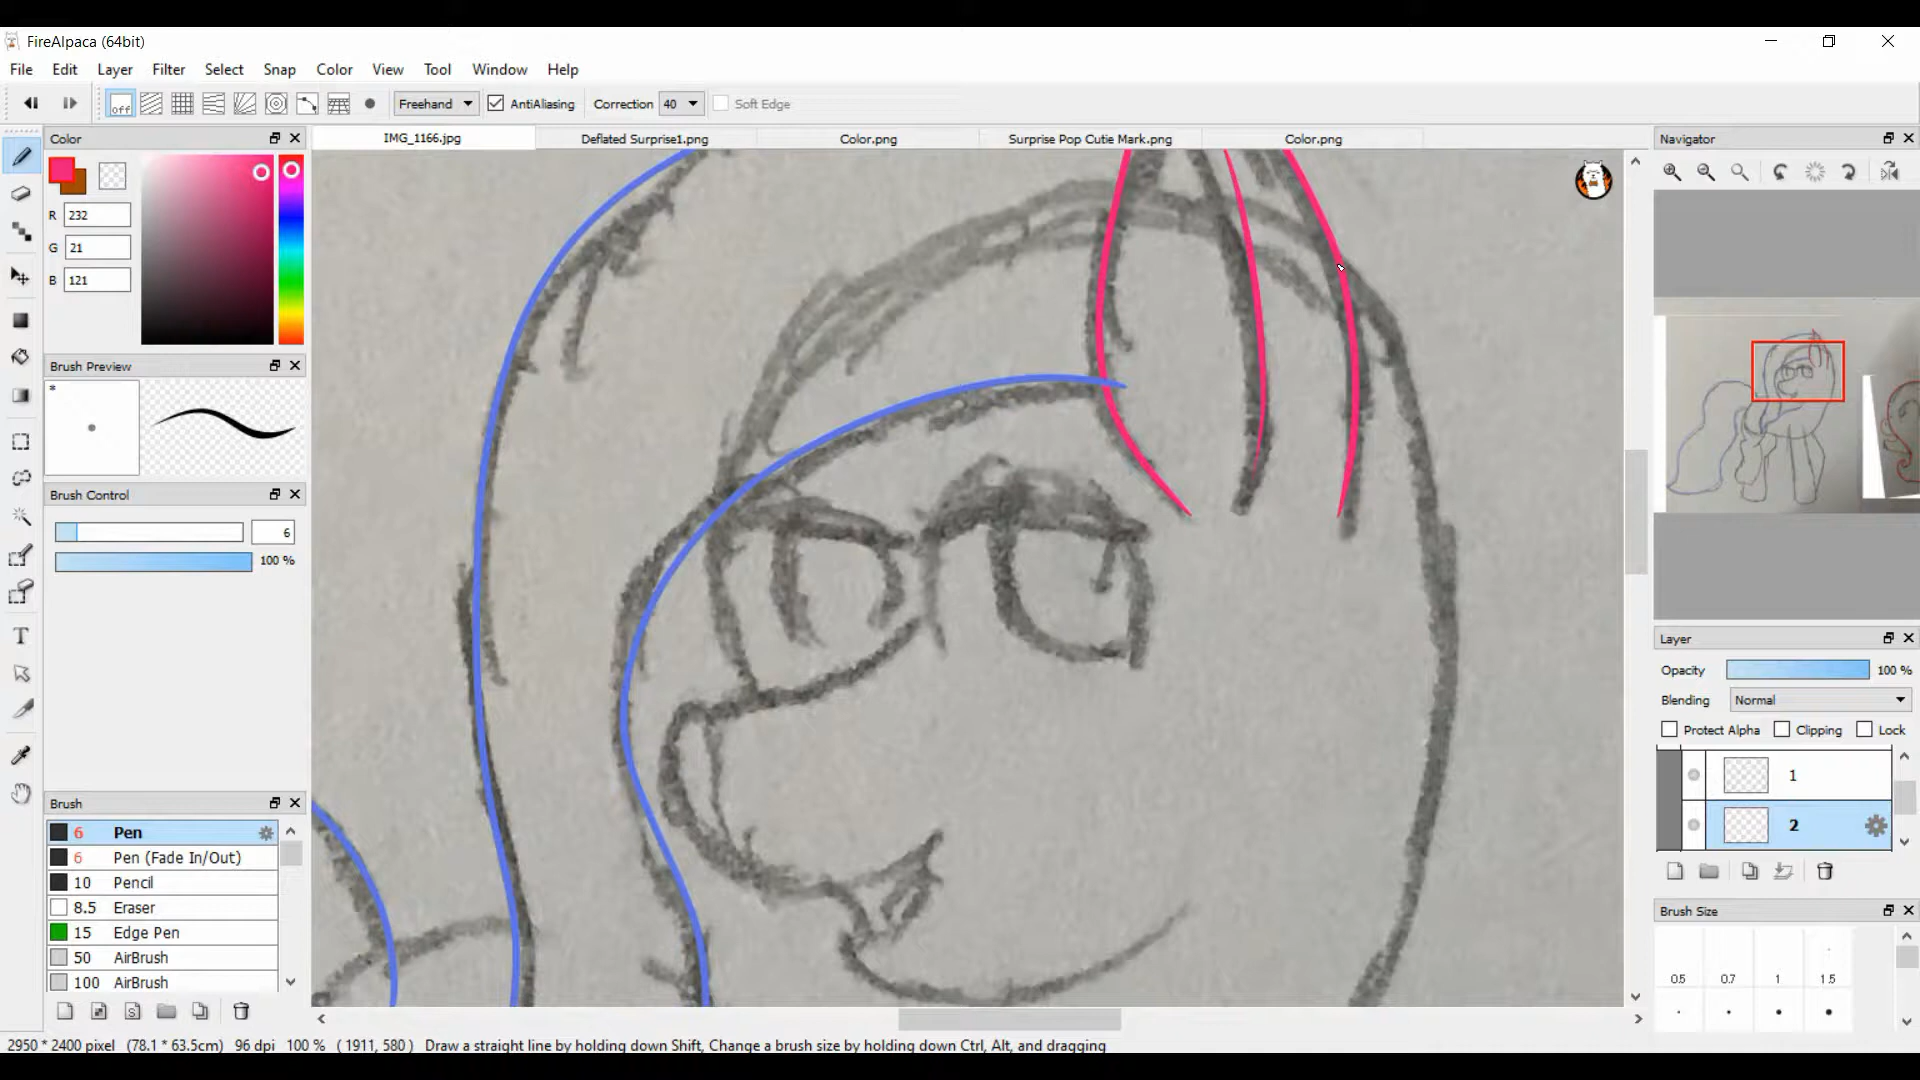 FireAlpaca (64bit)
File Edit Layer Filter Select Snap Color View Tool Window Help
off Freehand AntiAliasing Correction 40 Soft Edge
Color
IMG_1166.jpg Deflated Surprise1.png Color.png Surprise Pop Cutie Mark.png Color.png
Navigator
R 232
G 21
B 121
Brush Preview
*
Brush Control
6
100 %
Layer
Opacity 100 %
Blending Normal
Protect Alpha Clipping Lock
1
2
Brush
6 Pen
6 Pen (Fade In/Out)
10 Pencil
8.5 Eraser
15 Edge Pen
50 AirBrush
100 AirBrush
Brush Size
0.5 0.7 1 1.5
T
S
2950 * 2400 pixel (78.1 * 63.5cm) 96 dpi 100 % ( 1911, 580 ) Draw a straight line by holding down Shift, Change a brush size by holding down Ctrl, Alt, and dragging